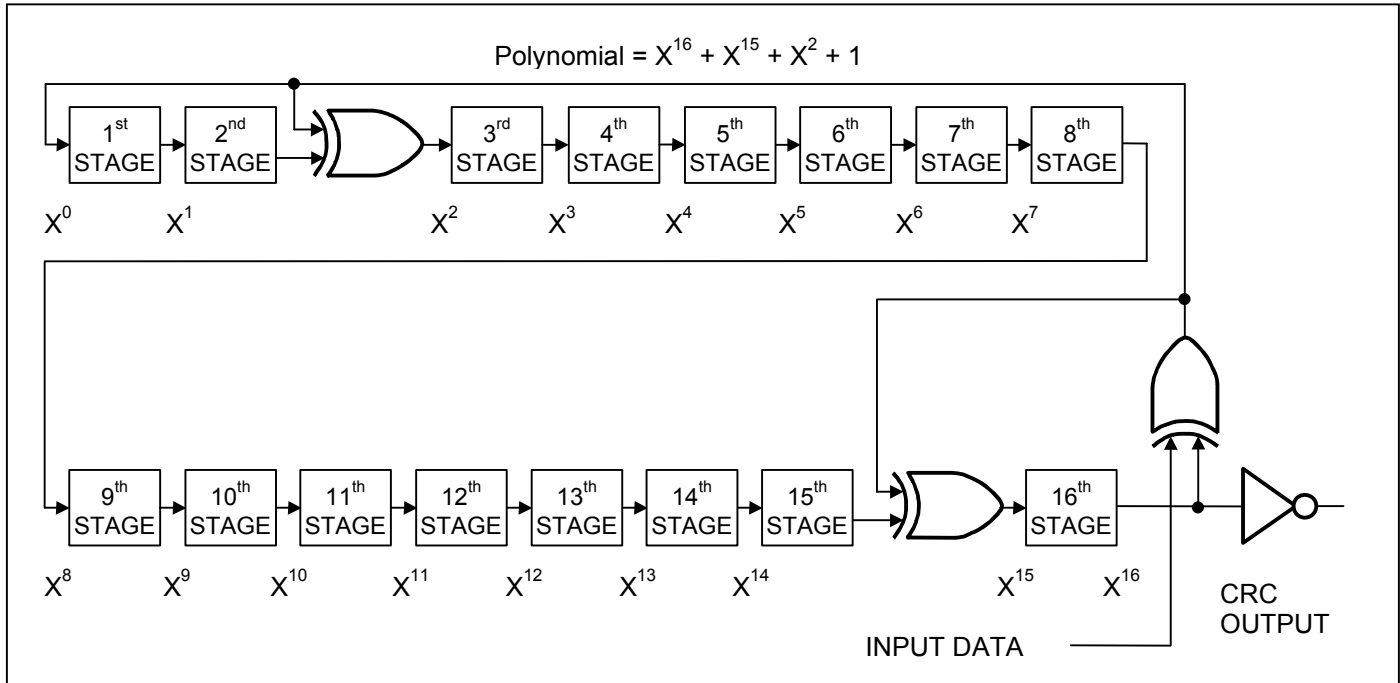 Polynomial = X¹⁶ + X¹⁵ + X² + 1
1ˢᵗ STAGE
2ⁿᵈ STAGE
3ʳᵈ STAGE
4ᵗʰ STAGE
5ᵗʰ STAGE
6ᵗʰ STAGE
7ᵗʰ STAGE
8ᵗʰ STAGE
X⁰ X¹ X² X³ X⁴ X⁵ X⁶ X⁷
9ᵗʰ STAGE
10ᵗʰ STAGE
11ᵗʰ STAGE
12ᵗʰ STAGE
13ᵗʰ STAGE
14ᵗʰ STAGE
15ᵗʰ STAGE
16ᵗʰ STAGE
X⁸ X⁹ X¹⁰ X¹¹ X¹² X¹³ X¹⁴ X¹⁵ X¹⁶
CRC
OUTPUT
INPUT DATA